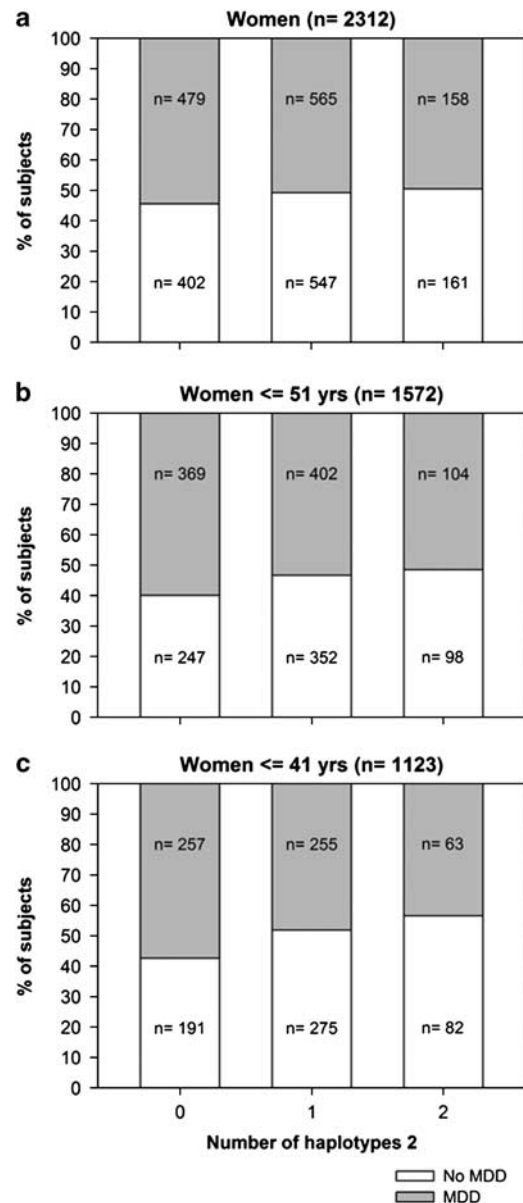 a
Women (n= 2312)
% of subjects
100
90
80
70
60
50
40
30
20
10
0
n= 479 n= 565 n= 158
n= 402 n= 547 n= 161
b
Women <= 51 yrs (n= 1572)
% of subjects
100
90
80
70
60
50
40
30
20
10
0
n= 369 n= 402 n= 104
n= 247 n= 352 n= 98
c
Women <= 41 yrs (n= 1123)
% of subjects
100
90
80
70
60
50
40
30
20
10
0
n= 257 n= 255 n= 63
n= 191 n= 275 n= 82
0 1 2
Number of haplotypes 2
No MDD
MDD